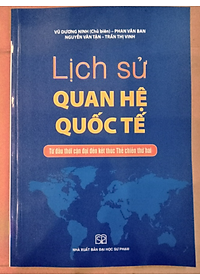 VŨ DƯƠNG NINH (Chủ biên) – PHAN VĂN BAN
NGUYỄN VĂN TẬN – TRẦN THỊ VINH
Lịch sử
QUAN HỆ
QUỐC TẾ
Từ đầu thời cận đại đến kết thúc Thế chiến thứ hai
NHÀ XUẤT BẢN ĐẠI HỌC SƯ PHẠM